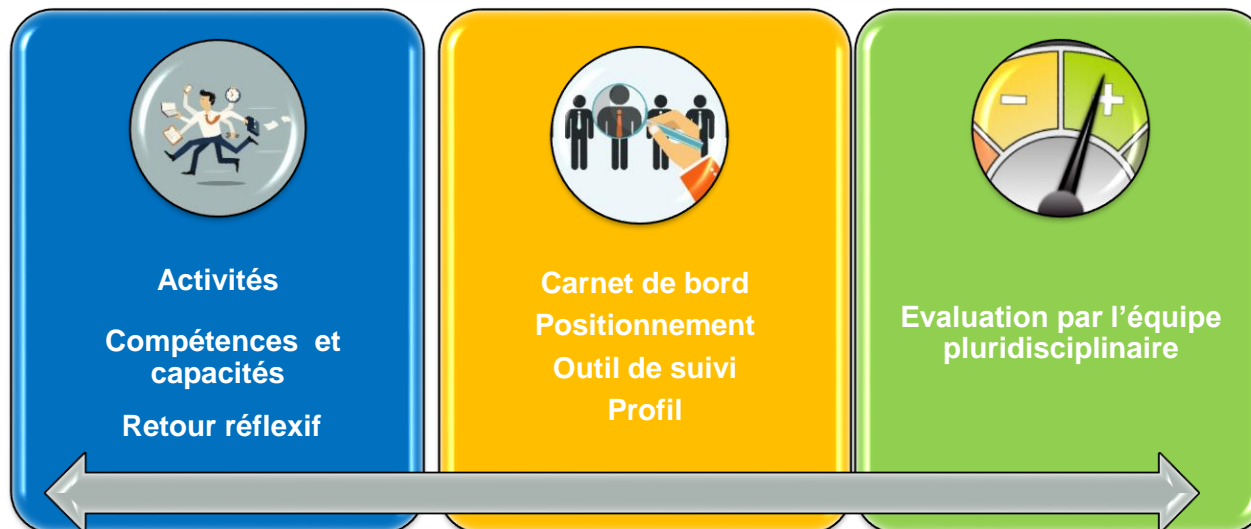 Activités
Compétences et
capacités
Retour réflexif
Carnet de bord
Positionnement
Outil de suivi
Profil
Evaluation par l’équipe
pluridisciplinaire